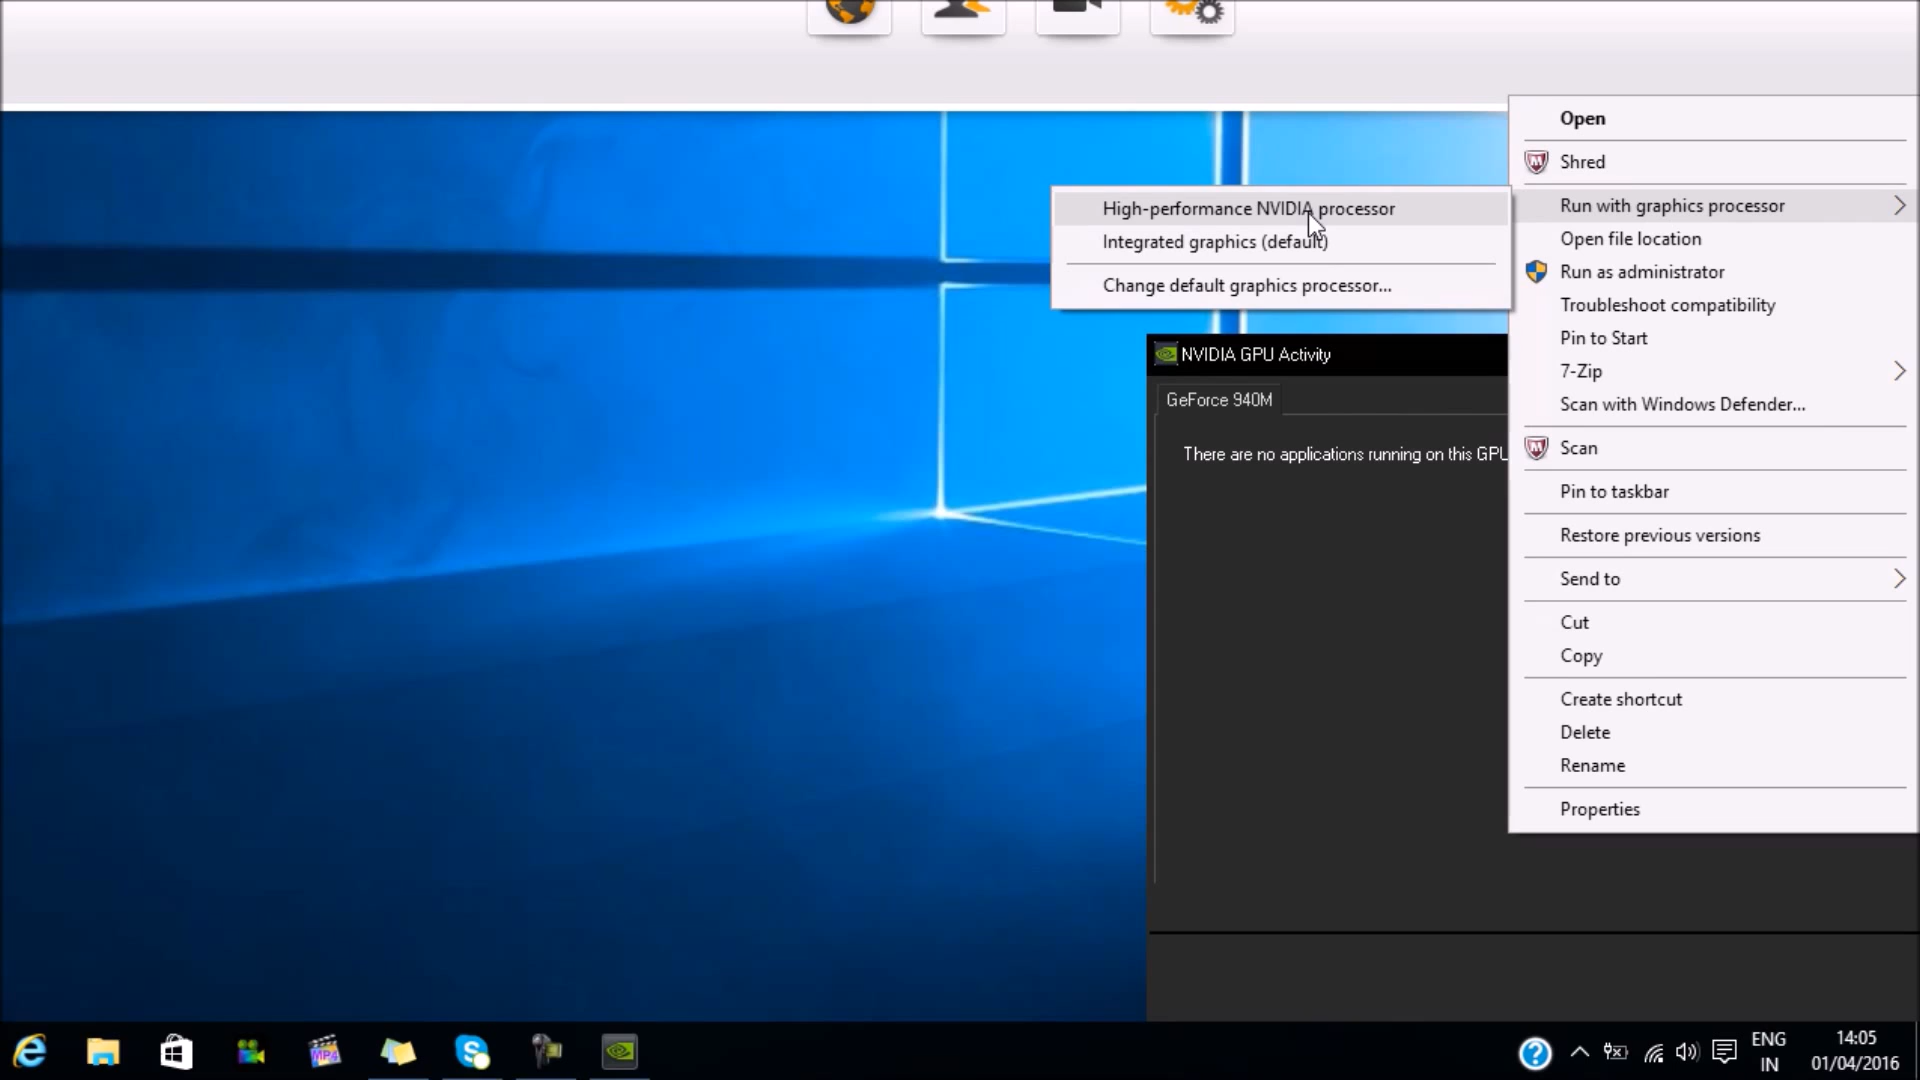 Open
Shred
Run with graphics processor
Open file location
Run as administrator
Troubleshoot compatibility
Pin to Start
7-Zip
Scan with Windows Defender...
Scan
Pin to taskbar
Restore previous versions
Send to
Cut
Copy
Create shortcut
Delete
Rename
Properties
High-performance NVIDIA processor
Integrated graphics (default)
Change default graphics processor...
NVIDIA GPU Activity
GeForce 940M
There are no applications running on this GPU
MP4
ENG
IN
14:05
01/04/2016